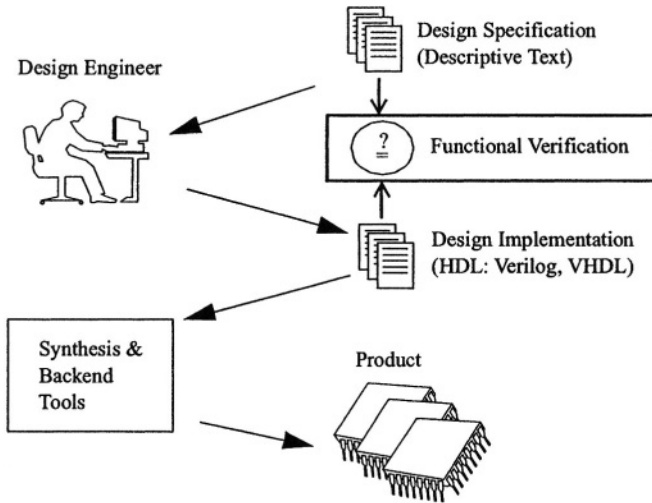 Design Specification
(Descriptive Text)
Design Engineer
?
=
Functional Verification
Design Implementation
(HDL: Verilog, VHDL)
Synthesis &
Backend
Tools
Product